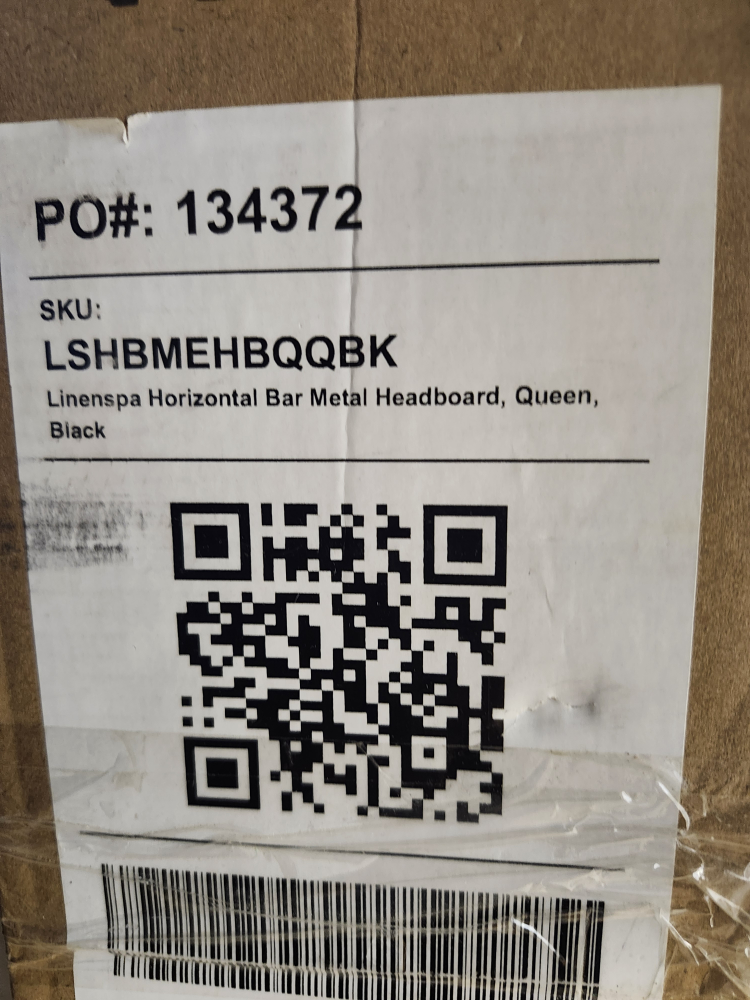 PO#: 134372
SKU:
LSHBMEHBQQBK
Linenspa Horizontal Bar Metal Headboard, Queen,
Black